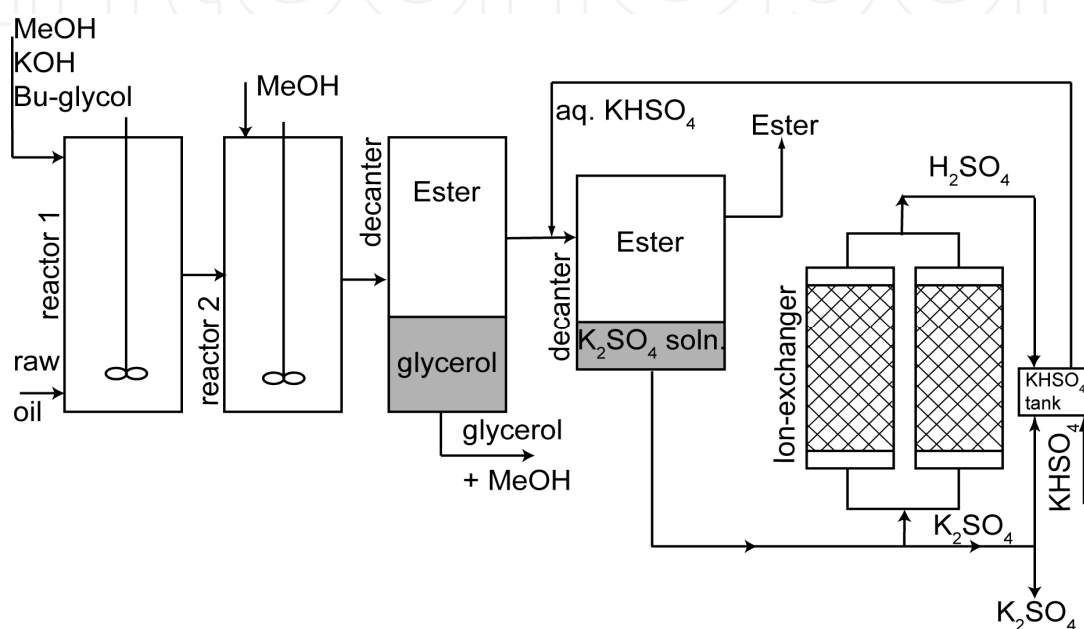 MeOH
KOH
Bu-glycol
MeOH
reactor 1
raw
oil
reactor 2
decanter
Ester
glycerol
glycerol
+ MeOH
aq. KHSO₄
decanter
Ester
K₂SO₄ soln.
Ester
Ion-exchanger
H₂SO₄
KHSO₄
tank
KHSO₄
K₂SO₄
K₂SO₄